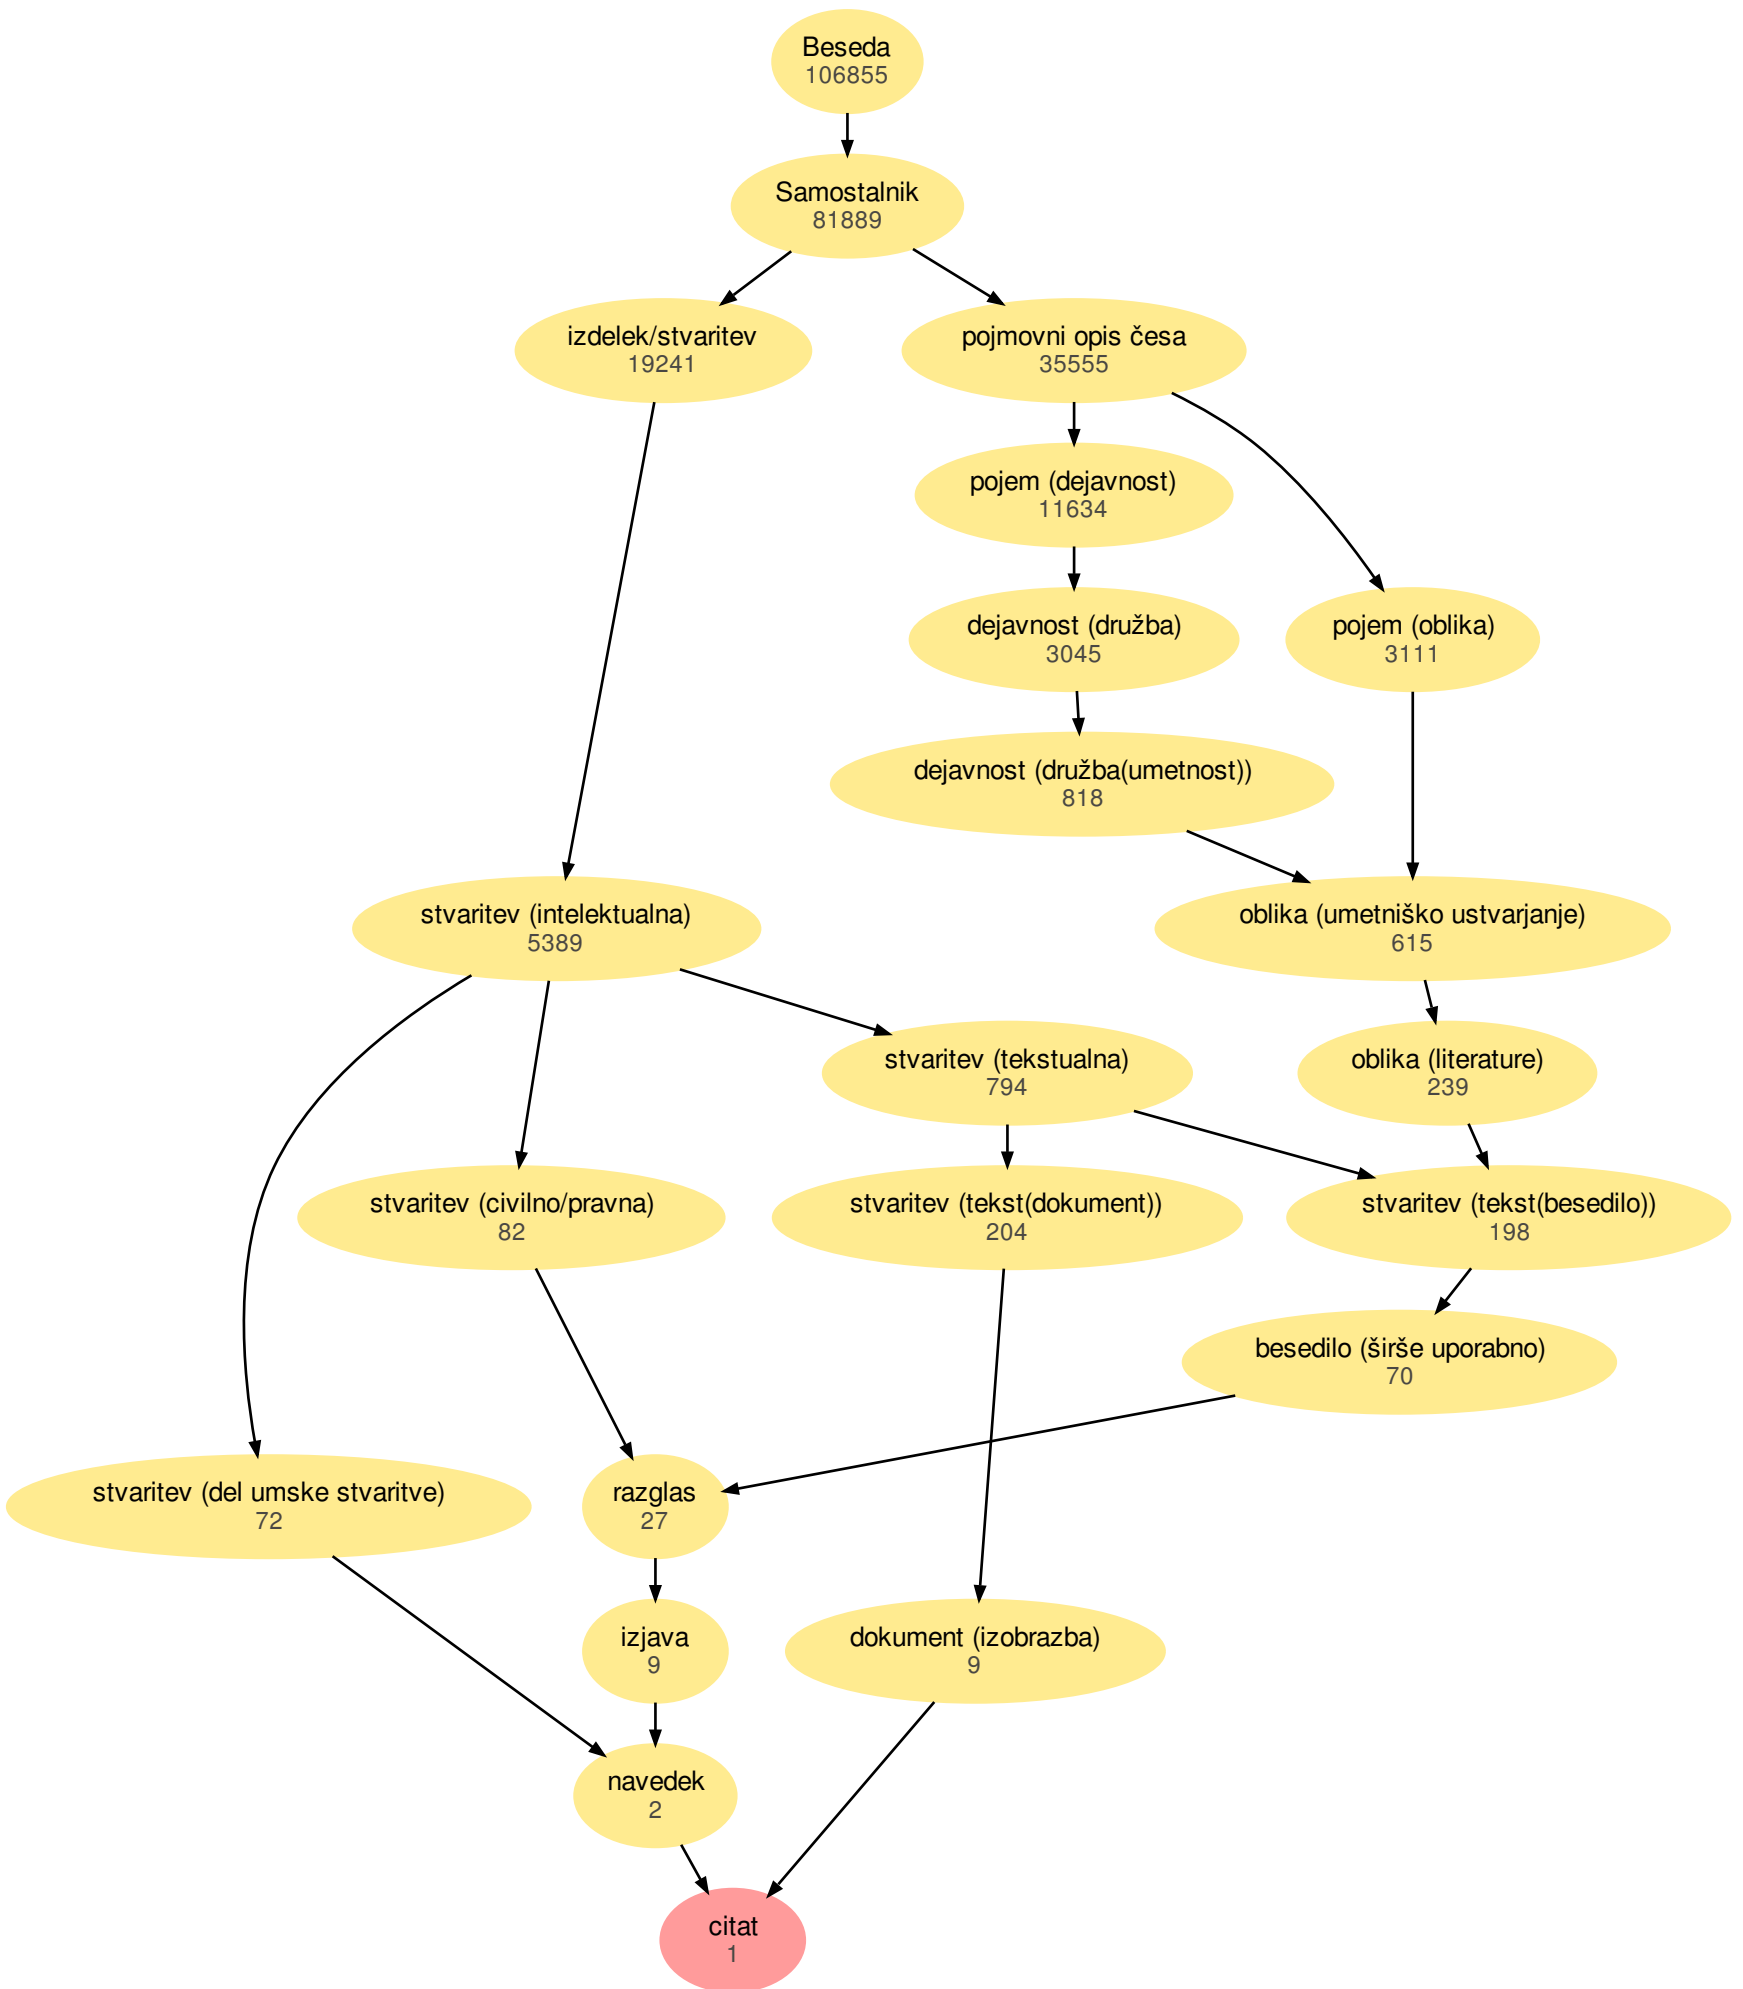 Beseda
106855
Samostalnik
81889
izdelek/stvaritev
19241
pojmovni opis česa
35555
pojem (dejavnost)
11634
dejavnost (družba)
3045
pojem (oblika)
3111
dejavnost (družba(umetnost))
818
stvaritev (intelektualna)
5389
oblika (umetniško ustvarjanje)
615
stvaritev (tekstualna)
794
oblika (literature)
239
stvaritev (civilno/pravna)
82
stvaritev (tekst(dokument))
204
stvaritev (tekst(besedilo))
198
besedilo (širše uporabno)
70
stvaritev (del umske stvaritve)
72
razglas
27
izjava
9
dokument (izobrazba)
9
navedek
2
citat
1